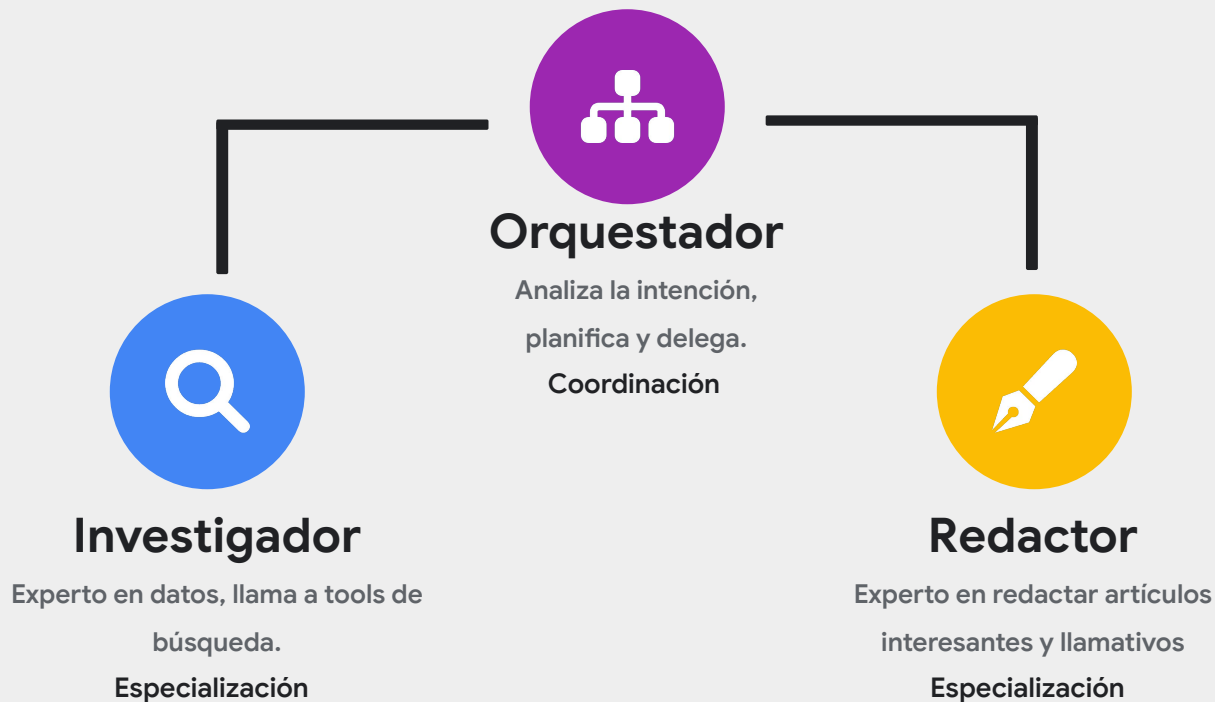 Orquestador
Analiza la intención,
planifica y delega.
Coordinación
Investigador
Experto en datos, llama a tools de
búsqueda.
Especialización
Redactor
Experto en redactar artículos
interesantes y llamativos
Especialización